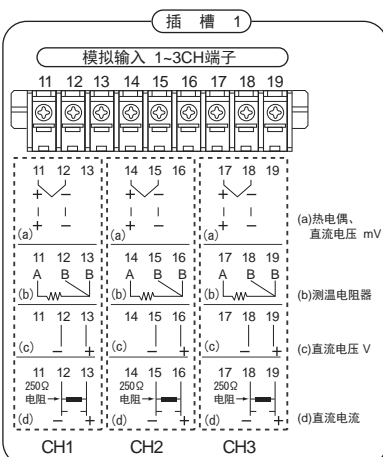 插 槽 1
模拟输入 1~3CH端子
11 12 13 14 15 16 17 18 19
11 12 13 14 15 16 17 18 19
+ − + − + −
+ − + − + −
(a) (a) (a) (a)热电偶、
直流电压 mV
11 12 13 14 15 16 17 18 19
A B B A B B A B B
(b) (b) (b) (b)测温电阻器
11 12 13 14 15 16 17 18 19
(c) − + (c) − + (c) − + (c)直流电压 V
11 12 13 14 15 16 17 18 19
250Ω 250Ω 250Ω
电阻 电阻 电阻
(d) − + (d) − + (d) − + (d)直流电流
CH1 CH2 CH3